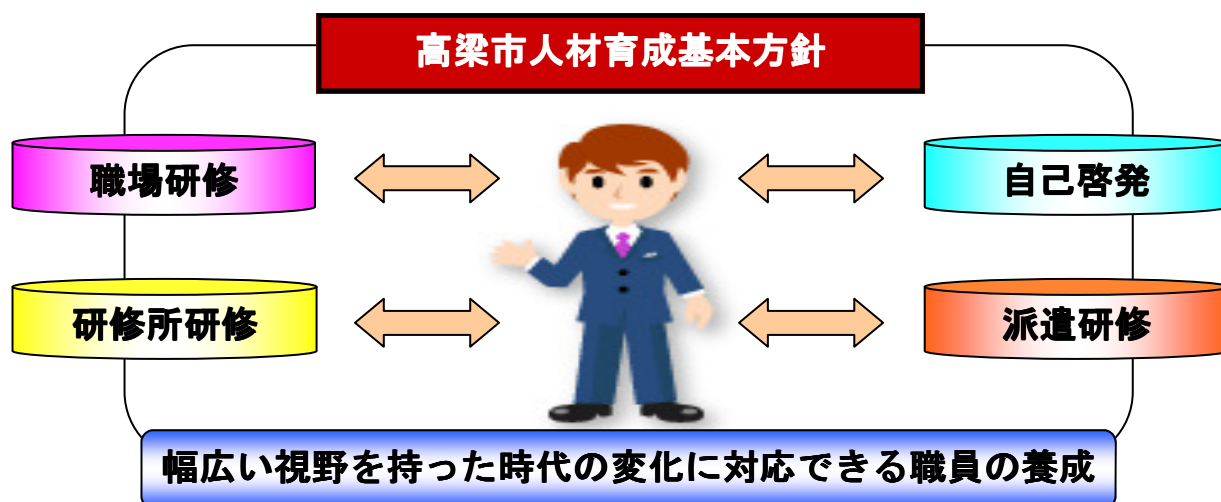 高梁市人材育成基本方針
職場研修
自己啓発
研修所研修
派遣研修
幅広い視野を持った時代の変化に対応できる職員の養成